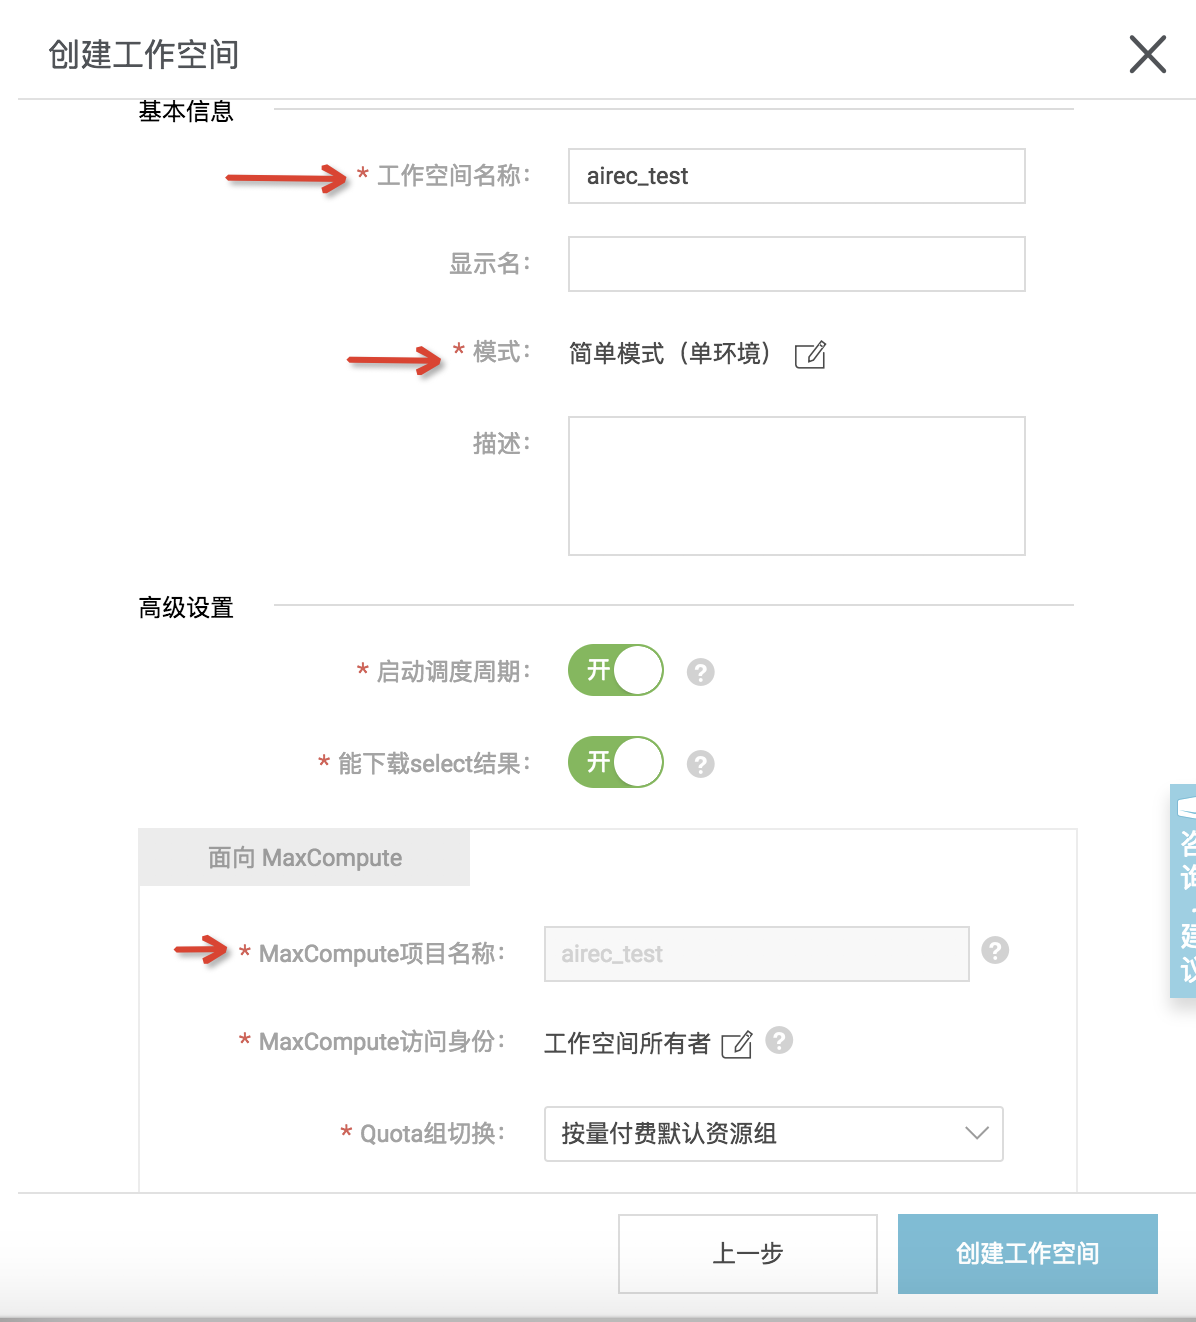 创建工作空间
基本信息
* 工作空间名称：
airec_test
显示名：
* 模式：
简单模式（单环境）
描述：
高级设置
* 启动调度周期：
开
?
* 能下载select结果：
开
?
面向 MaxCompute
* MaxCompute项目名称：
airec_test
?
* MaxCompute访问身份：
工作空间所有者
?
* Quota组切换：
按量付费默认资源组
咨询·建议
上一步
创建工作空间